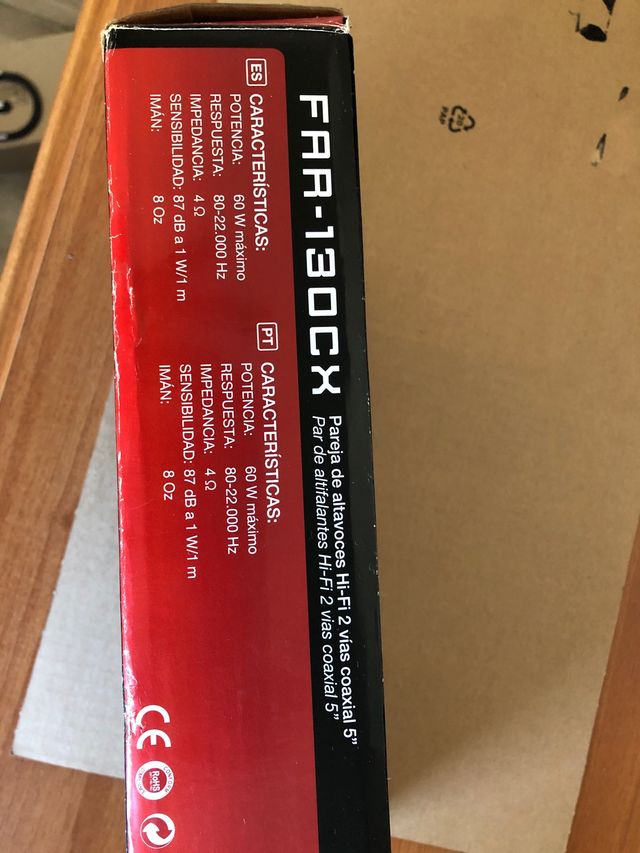 FAR-130CX
Pareja de altavoces Hi-Fi 2 vías coaxial 5”
Par de altifalantes Hi-Fi 2 vias coaxial 5”
ES CARACTERÍSTICAS:
POTENCIA: 60 W máximo
RESPUESTA: 80-22.000 Hz
IMPEDANCIA: 4 Ω
SENSIBILIDAD: 87 dB a 1 W/1 m
IMÁN: 8 Oz
PT CARACTERÍSTICAS:
POTENCIA: 60 W máximo
RESPUESTA: 80-22.000 Hz
IMPEDANCIA: 4 Ω
SENSIBILIDAD: 87 dB a 1 W/1 m
IMÁN: 8 Oz
CE
RoHS
20
PAP